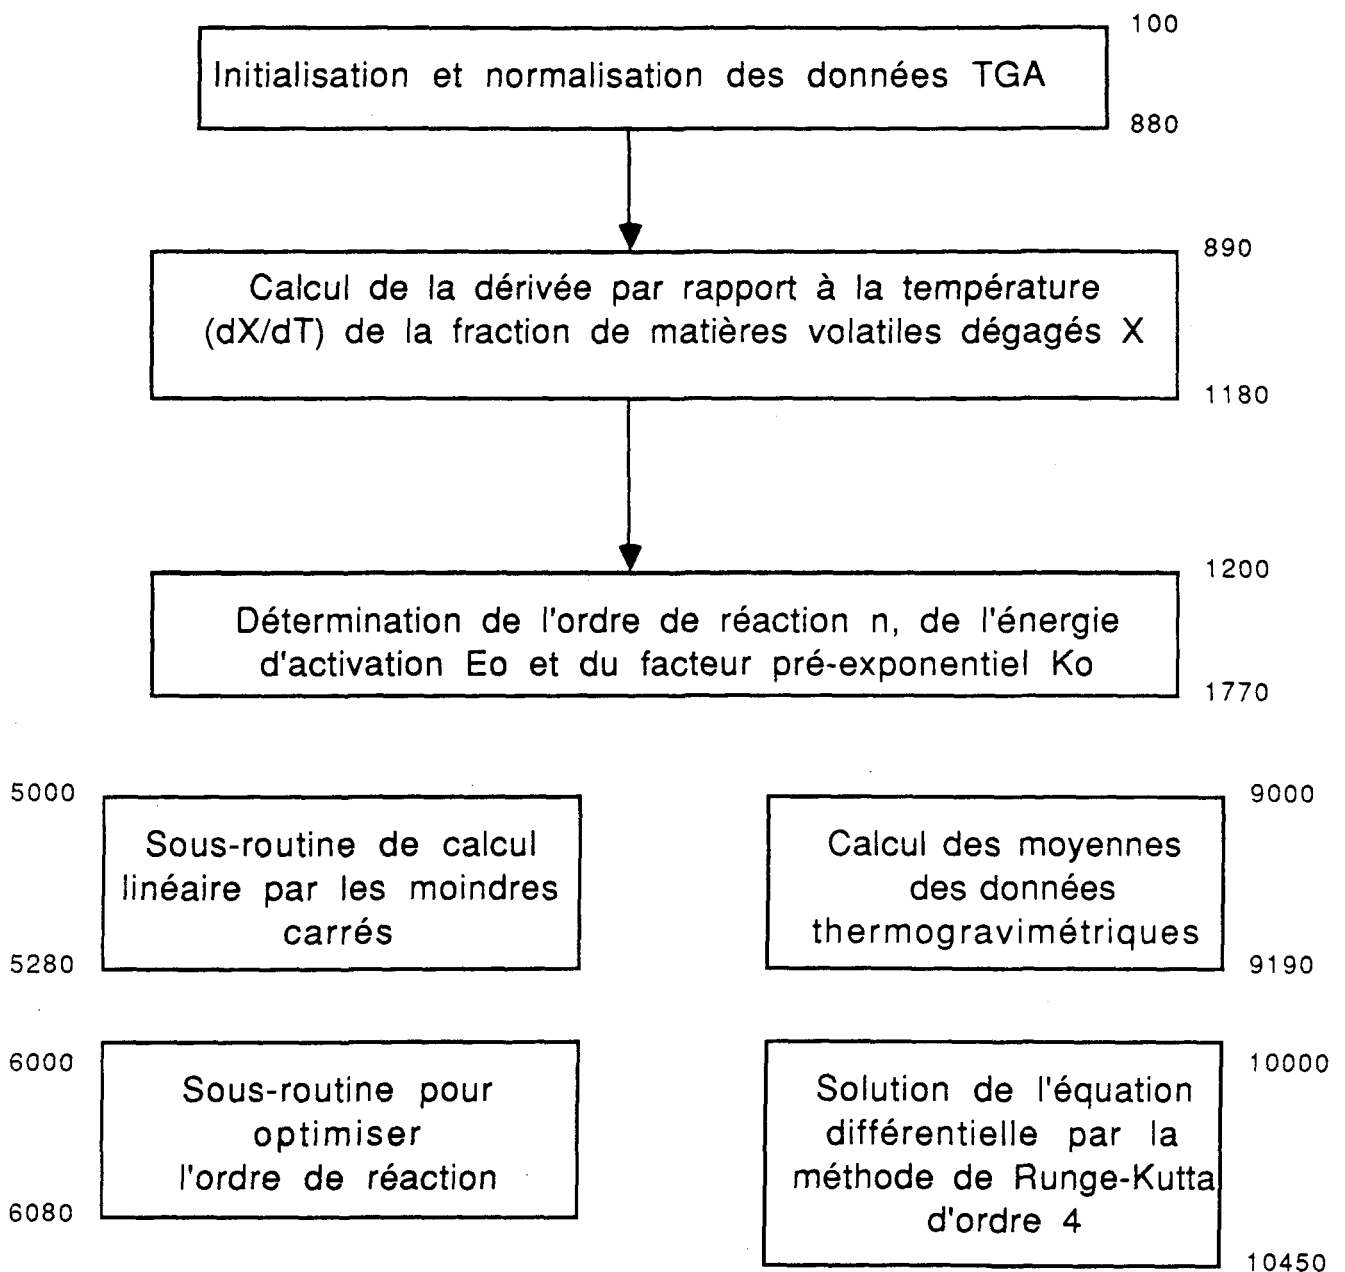 100
Initialisation et normalisation des données TGA
880
890
Calcul de la dérivée par rapport à la température
(dX/dT) de la fraction de matières volatiles dégagés X
1180
1200
Détermination de l'ordre de réaction n, de l'énergie
d'activation Eo et du facteur pré-exponentiel Ko
1770
5000
Sous-routine de calcul
linéaire par les moindres
carrés
5280
9000
Calcul des moyennes
des données
thermogravimétriques
9190
6000
Sous-routine pour
optimiser
l'ordre de réaction
6080
10000
Solution de l'équation
différentielle par la
méthode de Runge-Kutta
d'ordre 4
10450